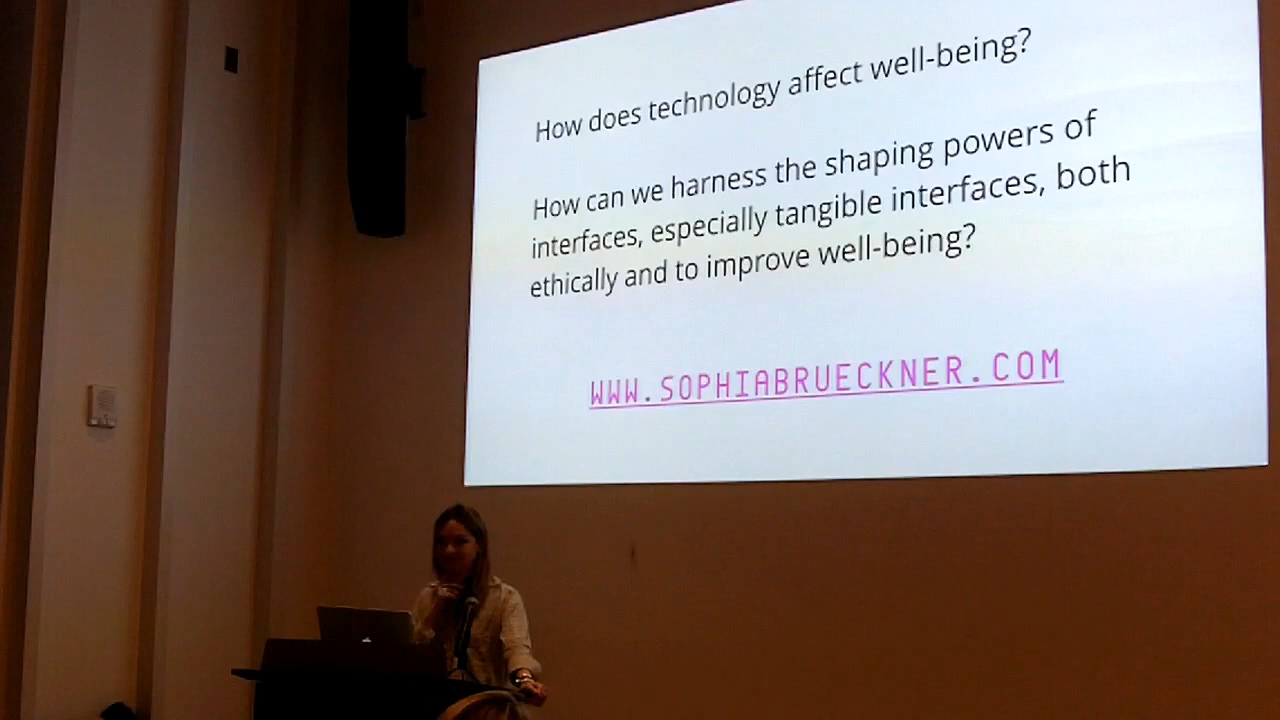 How does technology affect well-being?
How can we harness the shaping powers of
interfaces, especially tangible interfaces, both
ethically and to improve well-being?
WWW.SOPHIABRUECKNER.COM